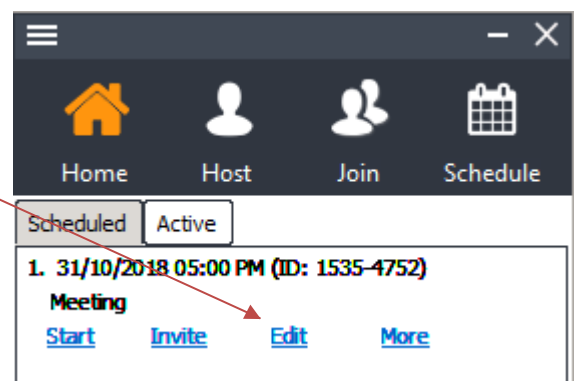 Home Host Join Schedule
Scheduled Active
1. 31/10/2018 05:00 PM (ID: 1535-4752)
Meeting
Start Invite Edit More